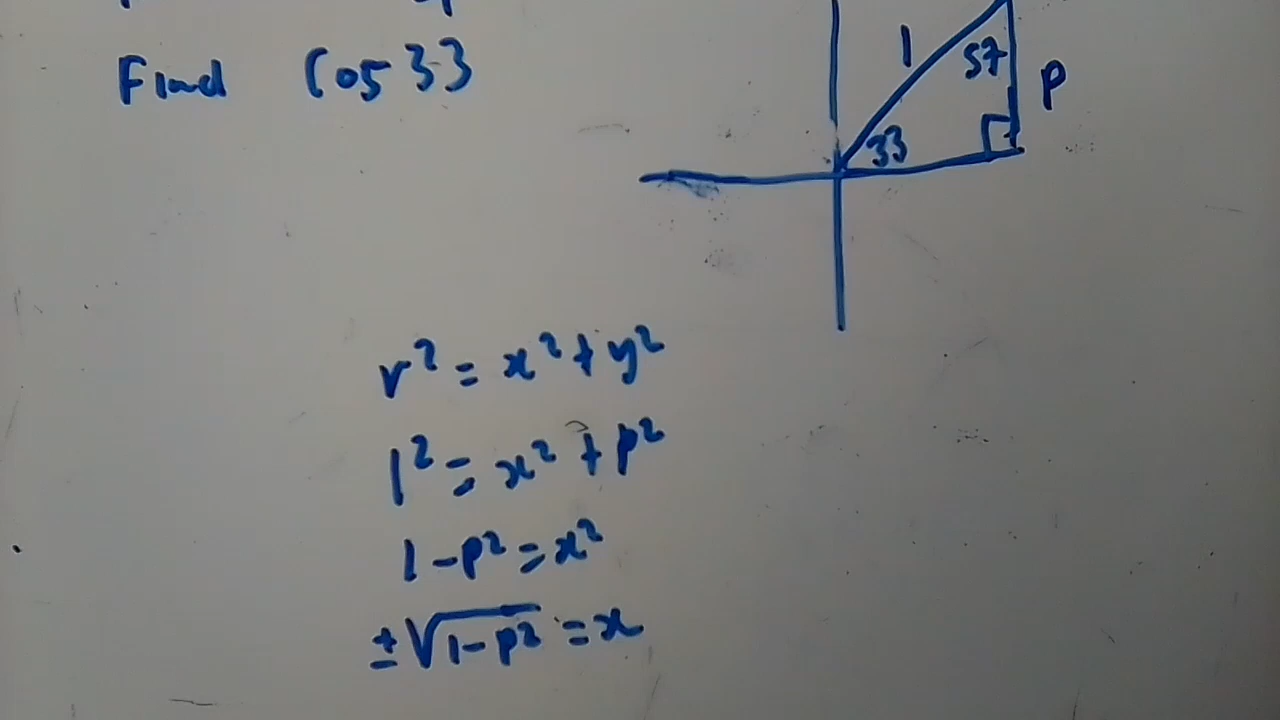 Find Cos 33
1
57
P
33
r² = x² + y²
1² = x² + p²
1 - p² = x²
± √1-p² = x